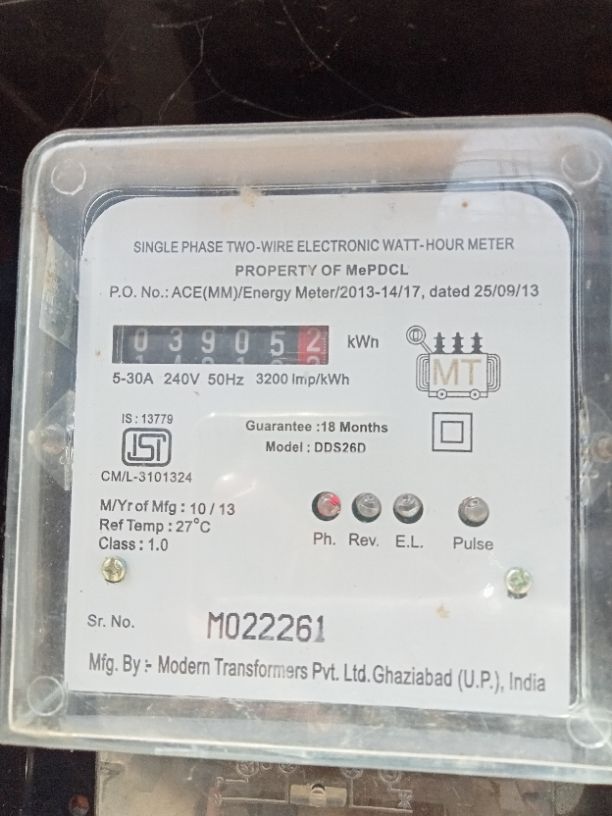 SINGLE PHASE TWO-WIRE ELECTRONIC WATT-HOUR METER
PROPERTY OF MePDCL
P.O. No.: ACE(MM)/Energy Meter/2013-14/17, dated 25/09/13
039052 kWh
MT
5-30A 240V 50Hz 3200 Imp/kWh
IS : 13779
ISI
CM/L-3101324
Guarantee :18 Months
Model : DDS26D
M/Yr of Mfg : 10 / 13
Ref Temp : 27°C
Class : 1.0
Ph. Rev. E.L. Pulse
Sr. No. M022261
Mfg. By :- Modern Transformers Pvt. Ltd. Ghaziabad (U.P.), India